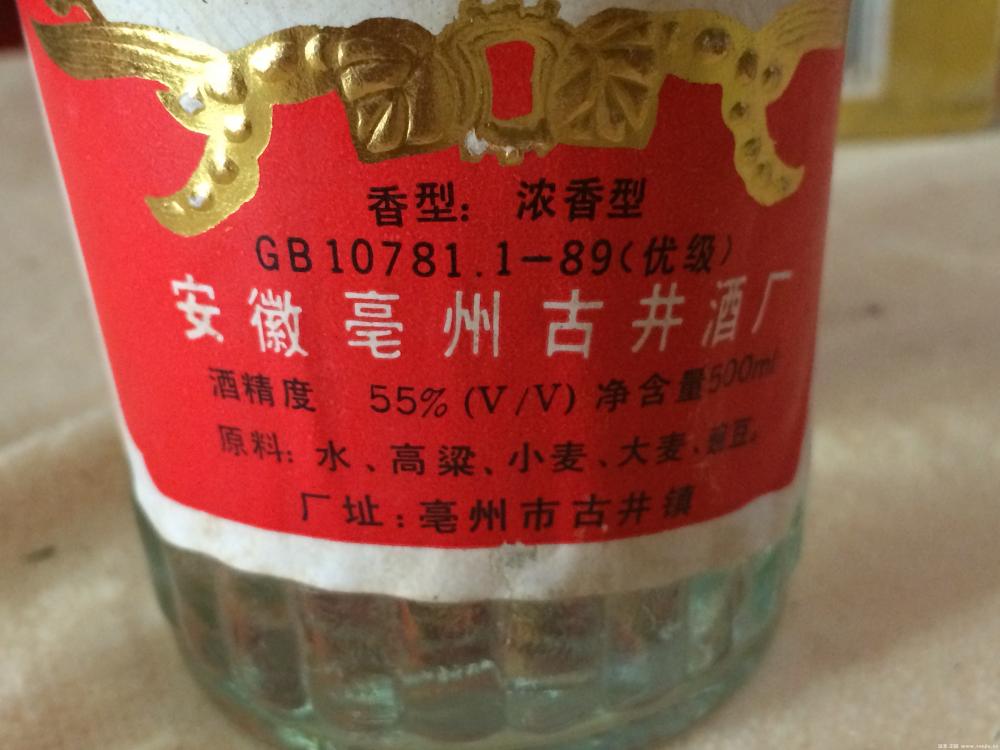 香型： 浓香型
GB10781.1—89(优级)
安徽亳州古井酒厂
酒精度 55%(V/V) 净含量500ml
原料：水、高粱、小麦、大麦、豌豆。
厂址：亳州市古井镇